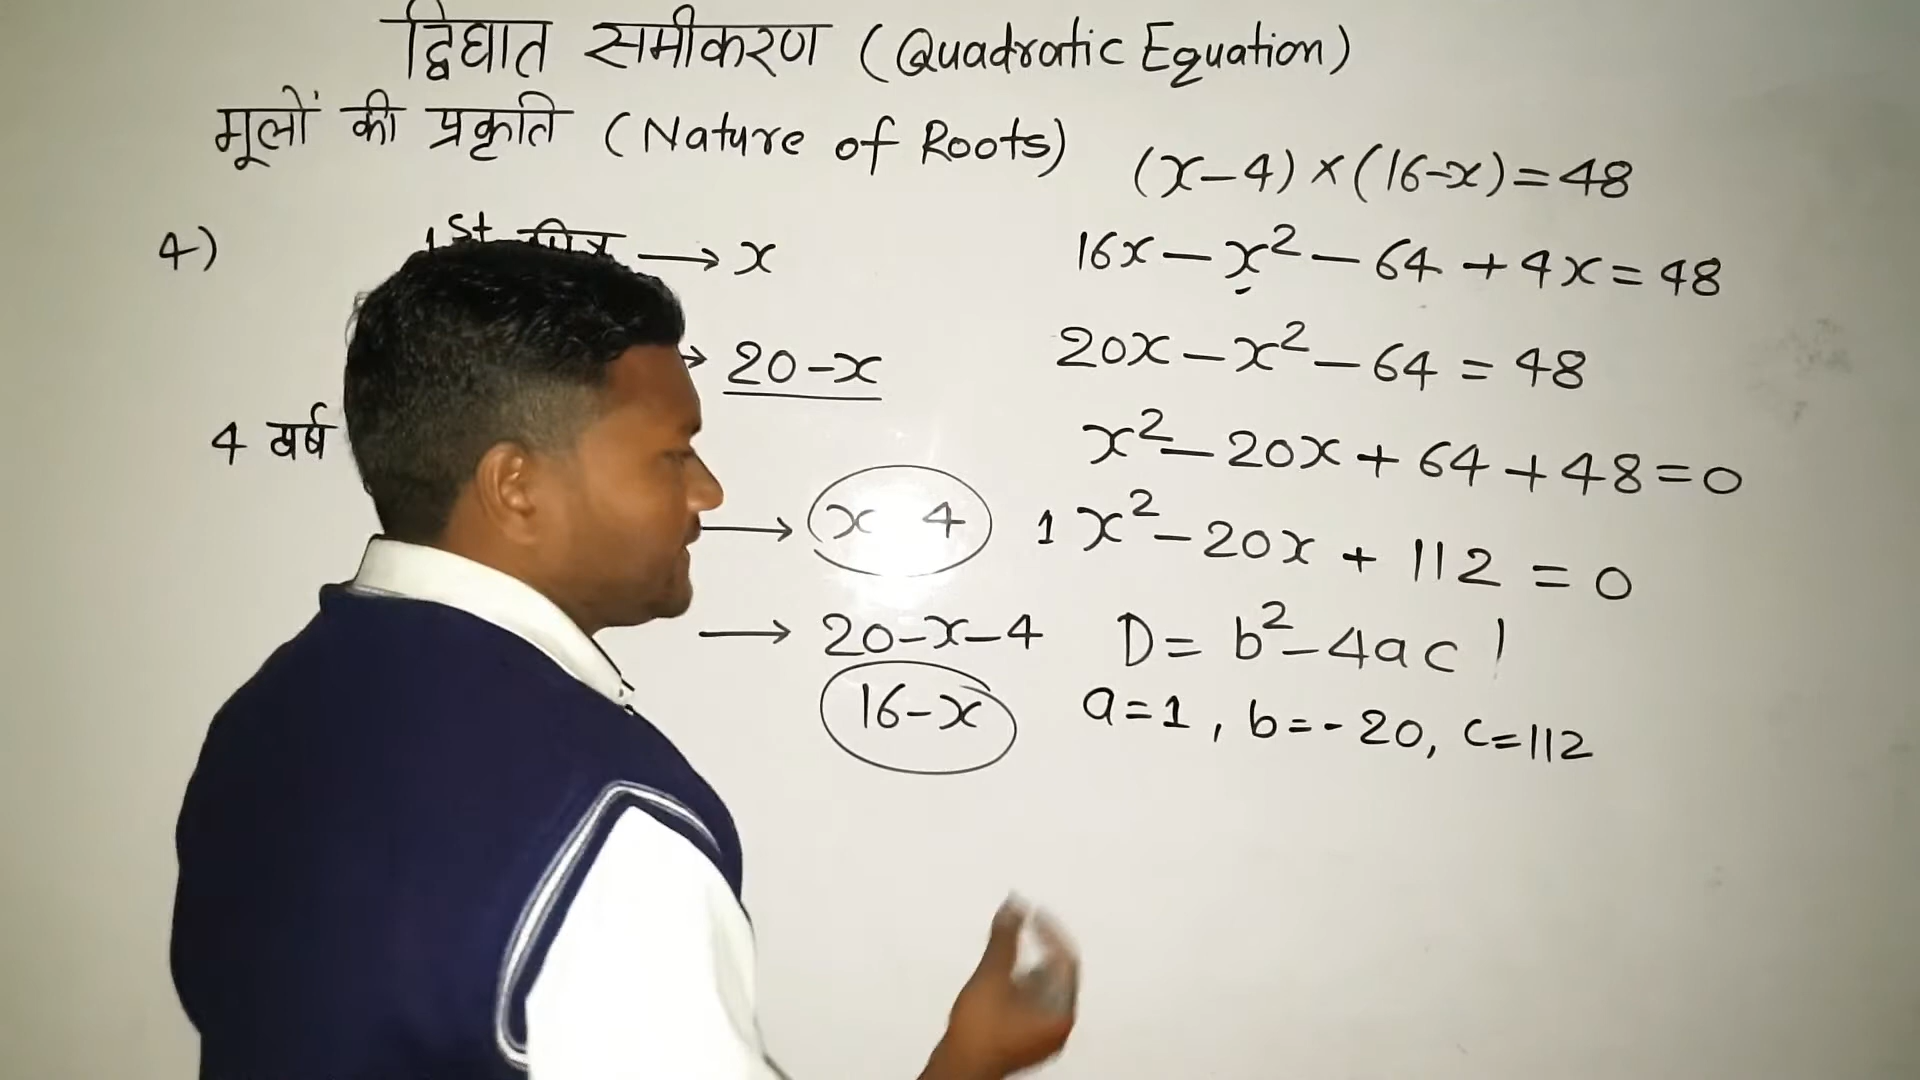 द्विघात समीकरण (Quadratic Equation)
मूलों की प्रकृति (Nature of Roots)
4) 1st मित्र → x
→ 20-x
4 वर्ष
→ x 4
→ 20-x-4
16-x
(x-4)×(16-x)=48
16x-x²-64+4x=48
20x-x²-64=48
x²-20x+64+48=0
1x²-20x+112=0
D=b²-4ac
a=1, b=-20, c=112